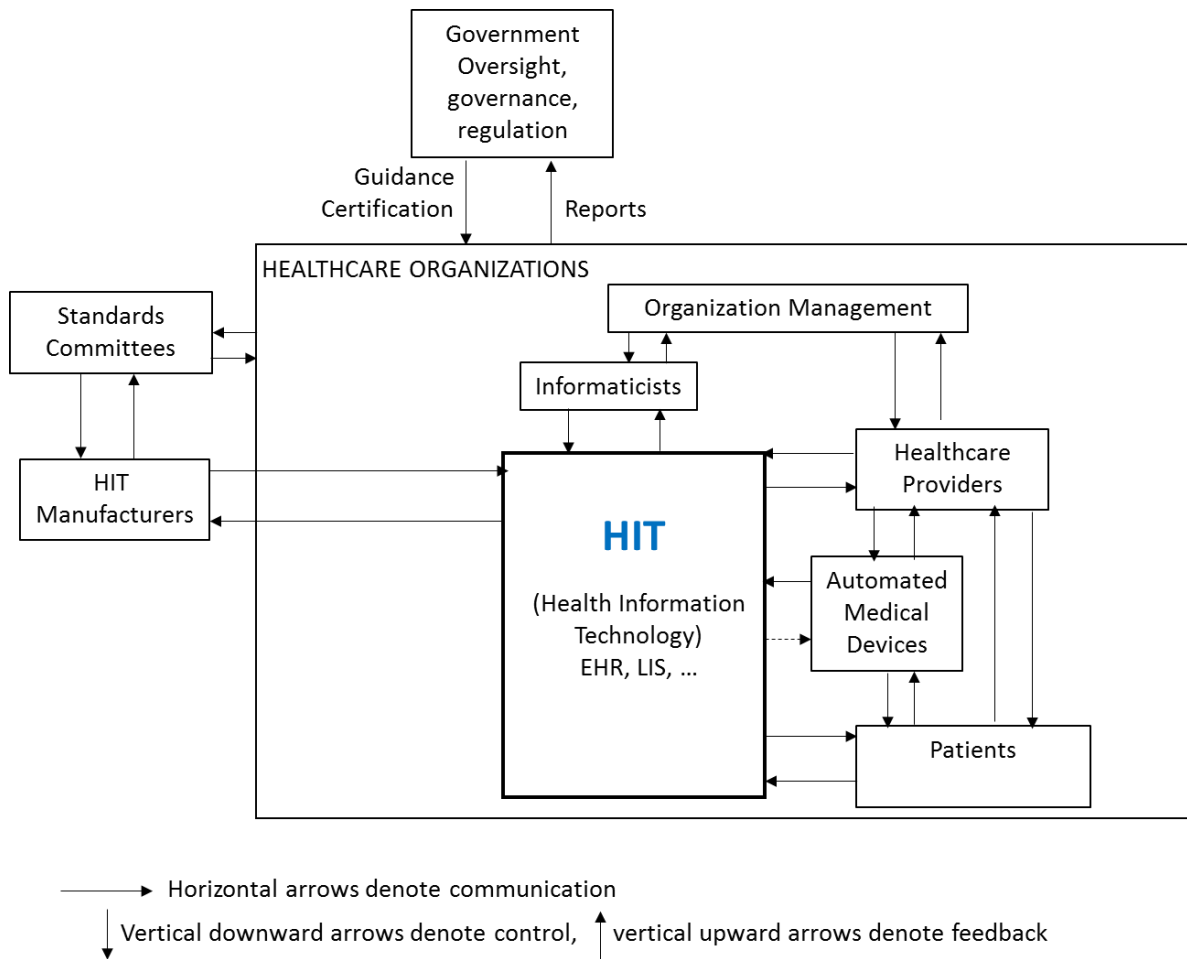 Government
Oversight,
governance,
regulation
Guidance
Certification
Reports
HEALTHCARE ORGANIZATIONS
Standards
Committees
Organization Management
Informaticists
HIT
Manufacturers
Healthcare
Providers
HIT
(Health Information
Technology)
EHR, LIS, ...
Automated
Medical
Devices
Patients
Horizontal arrows denote communication
Vertical downward arrows denote control,
vertical upward arrows denote feedback